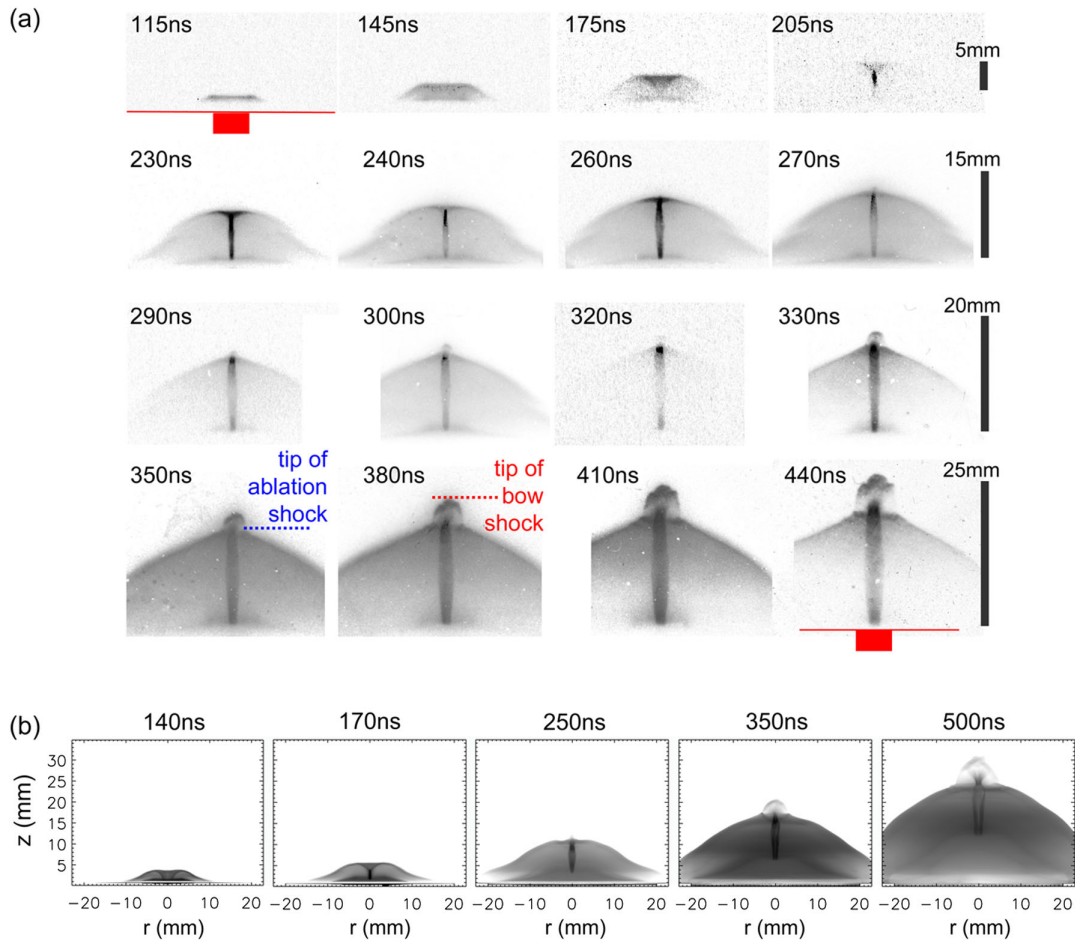 (a)
115ns 145ns 175ns 205ns
5mm
230ns 240ns 260ns 270ns 15mm
290ns 300ns 320ns 330ns 20mm
350ns tip of ablation shock 380ns tip of bow shock 410ns 440ns 25mm
(b)
140ns 170ns 250ns 350ns 500ns
z (mm)
30
25
20
15
10
5
−20 −10 0 10 20 −20 −10 0 10 20 −20 −10 0 10 20 −20 −10 0 10 20 −20 −10 0 10 20
r (mm) r (mm) r (mm) r (mm) r (mm)